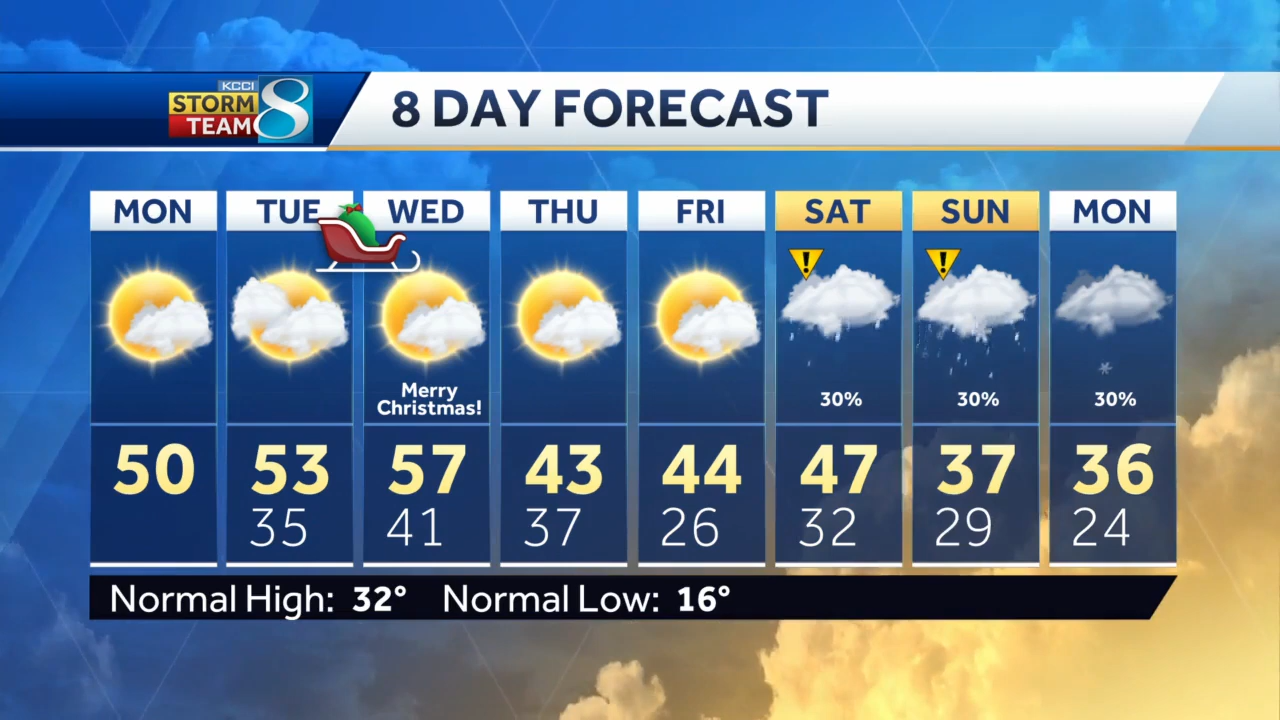 KCCI
STORM
TEAM 8
8 DAY FORECAST
MON TUE WED THU FRI SAT SUN MON
! !
Merry
Christmas!
30% 30% 30%
50 53 57 43 44 47 37 36
35 41 37 26 32 29 24
Normal High: 32° Normal Low: 16°